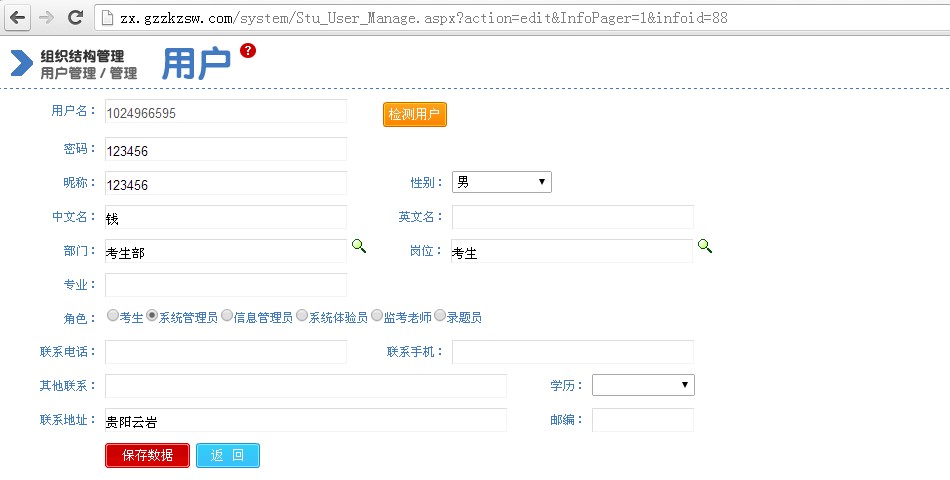 zx.gzzkzsw.com/system/Stu_User_Manage.aspx?action=edit&InfoPager=1&infoid=88
组织结构管理
用户管理 / 管理
用户 ?
用户名： 1024966595 检测用户
密码： 123456
昵称： 123456 性别： 男
中文名： 钱 英文名：
部门： 考生部 岗位： 考生
专业：
角色： 考生 系统管理员 信息管理员 系统体验员 监考老师 录题员
联系电话： 联系手机：
其他联系： 学历：
联系地址： 贵阳云岩 邮编：
保存数据 返 回